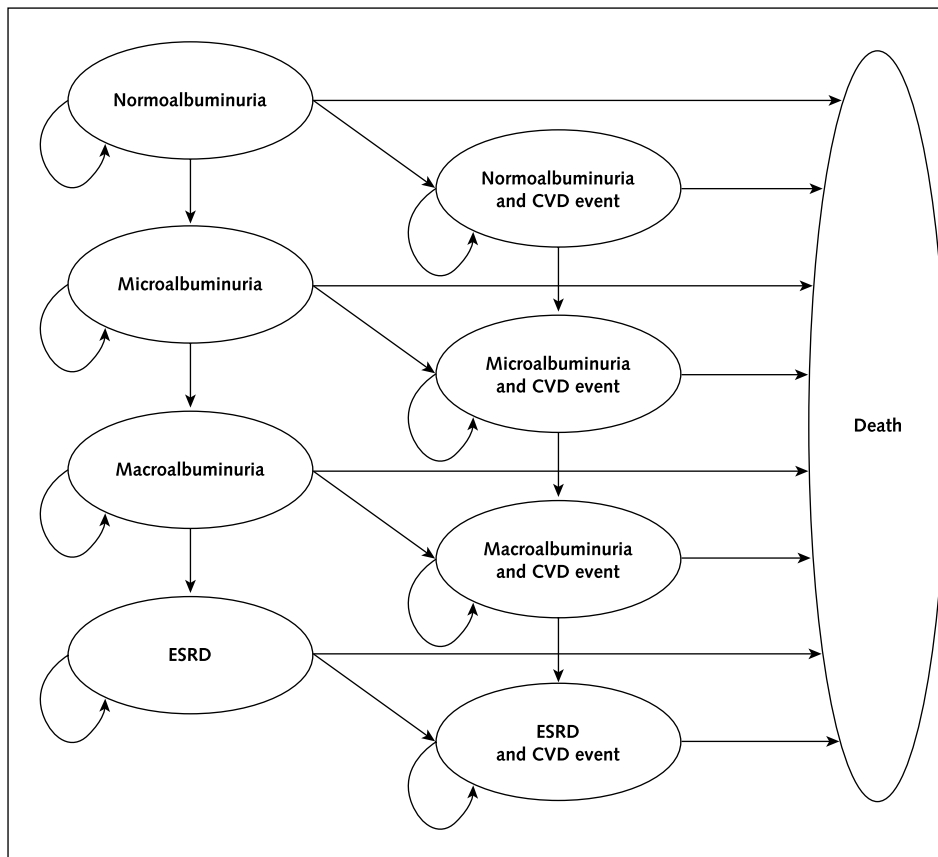 Normoalbuminuria
Normoalbuminuria
and CVD event
Microalbuminuria
Microalbuminuria
and CVD event
Death
Macroalbuminuria
Macroalbuminuria
and CVD event
ESRD
ESRD
and CVD event